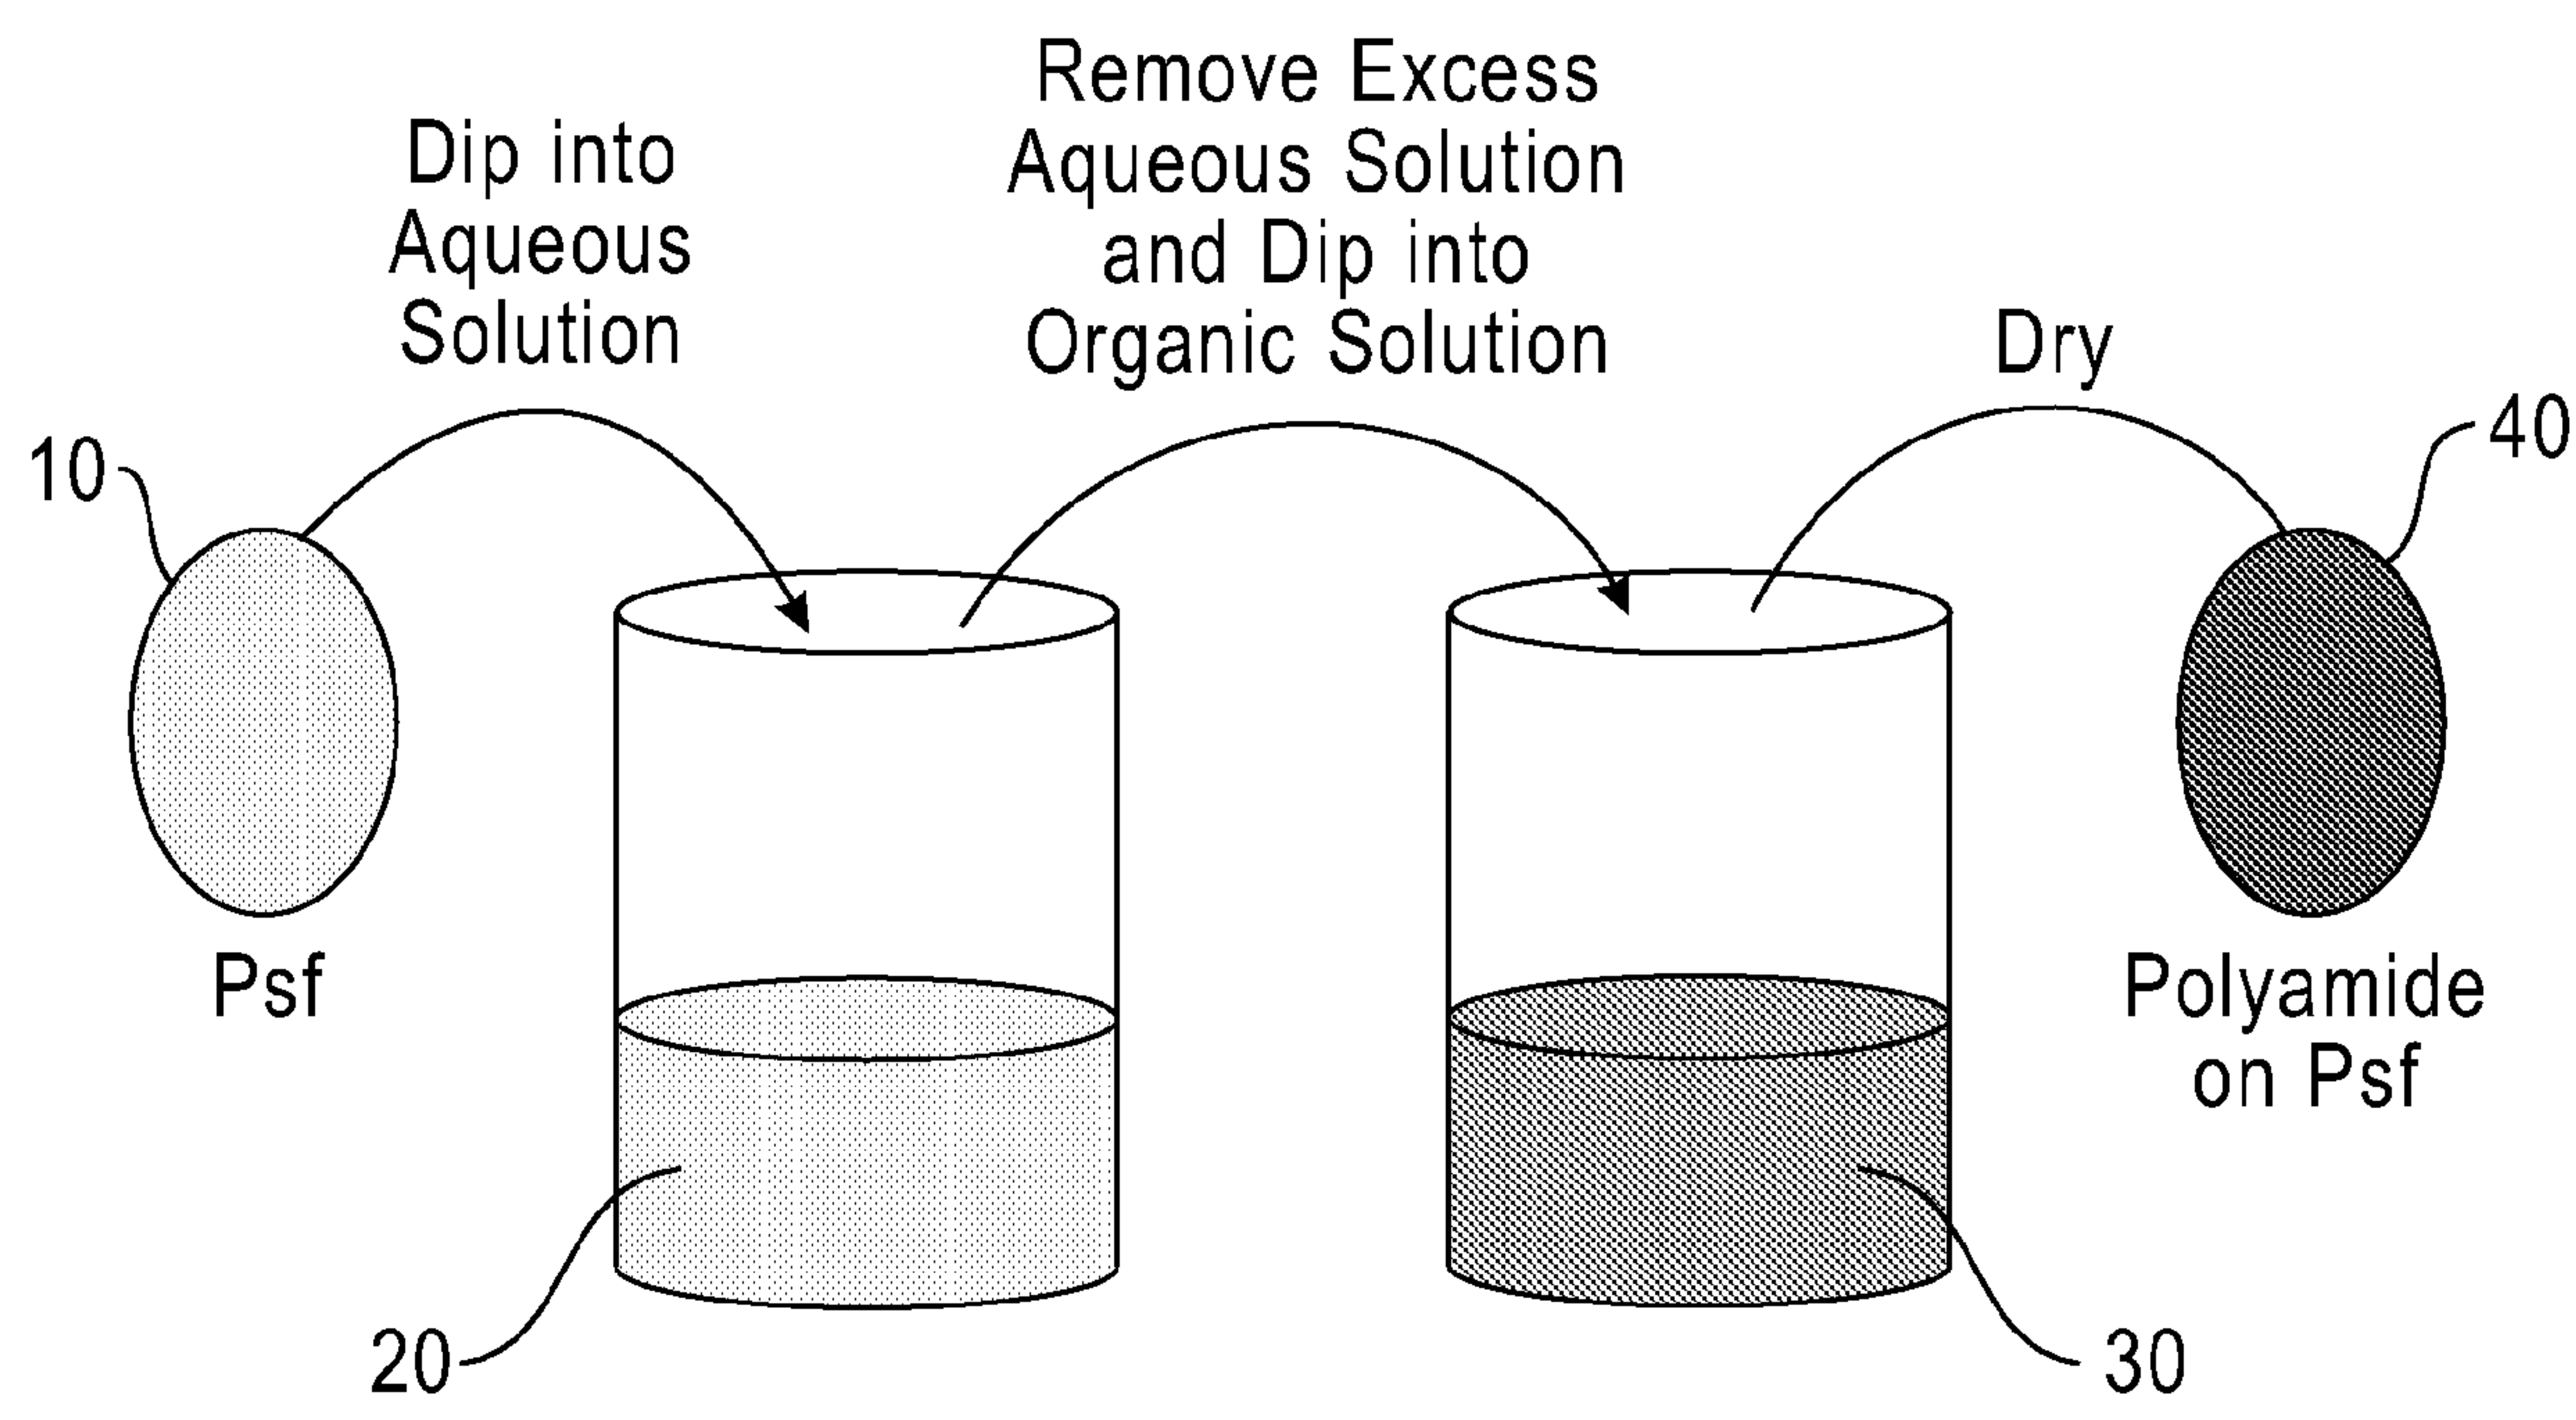 Dip into
Aqueous
Solution
Remove Excess
Aqueous Solution
and Dip into
Organic Solution
Dry
10
40
Psf
Polyamide
on Psf
20
30